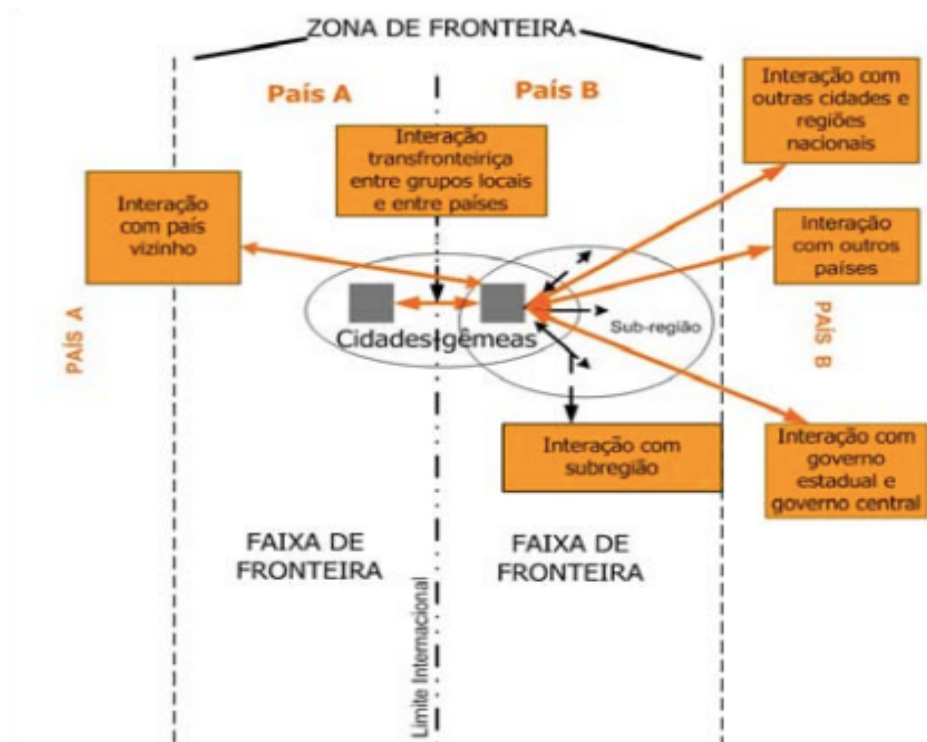 ZONA DE FRONTEIRA
País A
País B
Interação com
outras cidades e
regiões
nacionais
Interação
transfronteiriça
entre grupos locais
e entre países
Interação
com país
vizinho
Interação
com outros
países
PAÍS A
Cidades-gêmeas
Sub-região
PAÍS B
Interação com
subregião
Interação com
governo
estadual e
governo central
FAIXA DE
FRONTEIRA
FAIXA DE
FRONTEIRA
Limite Internacional